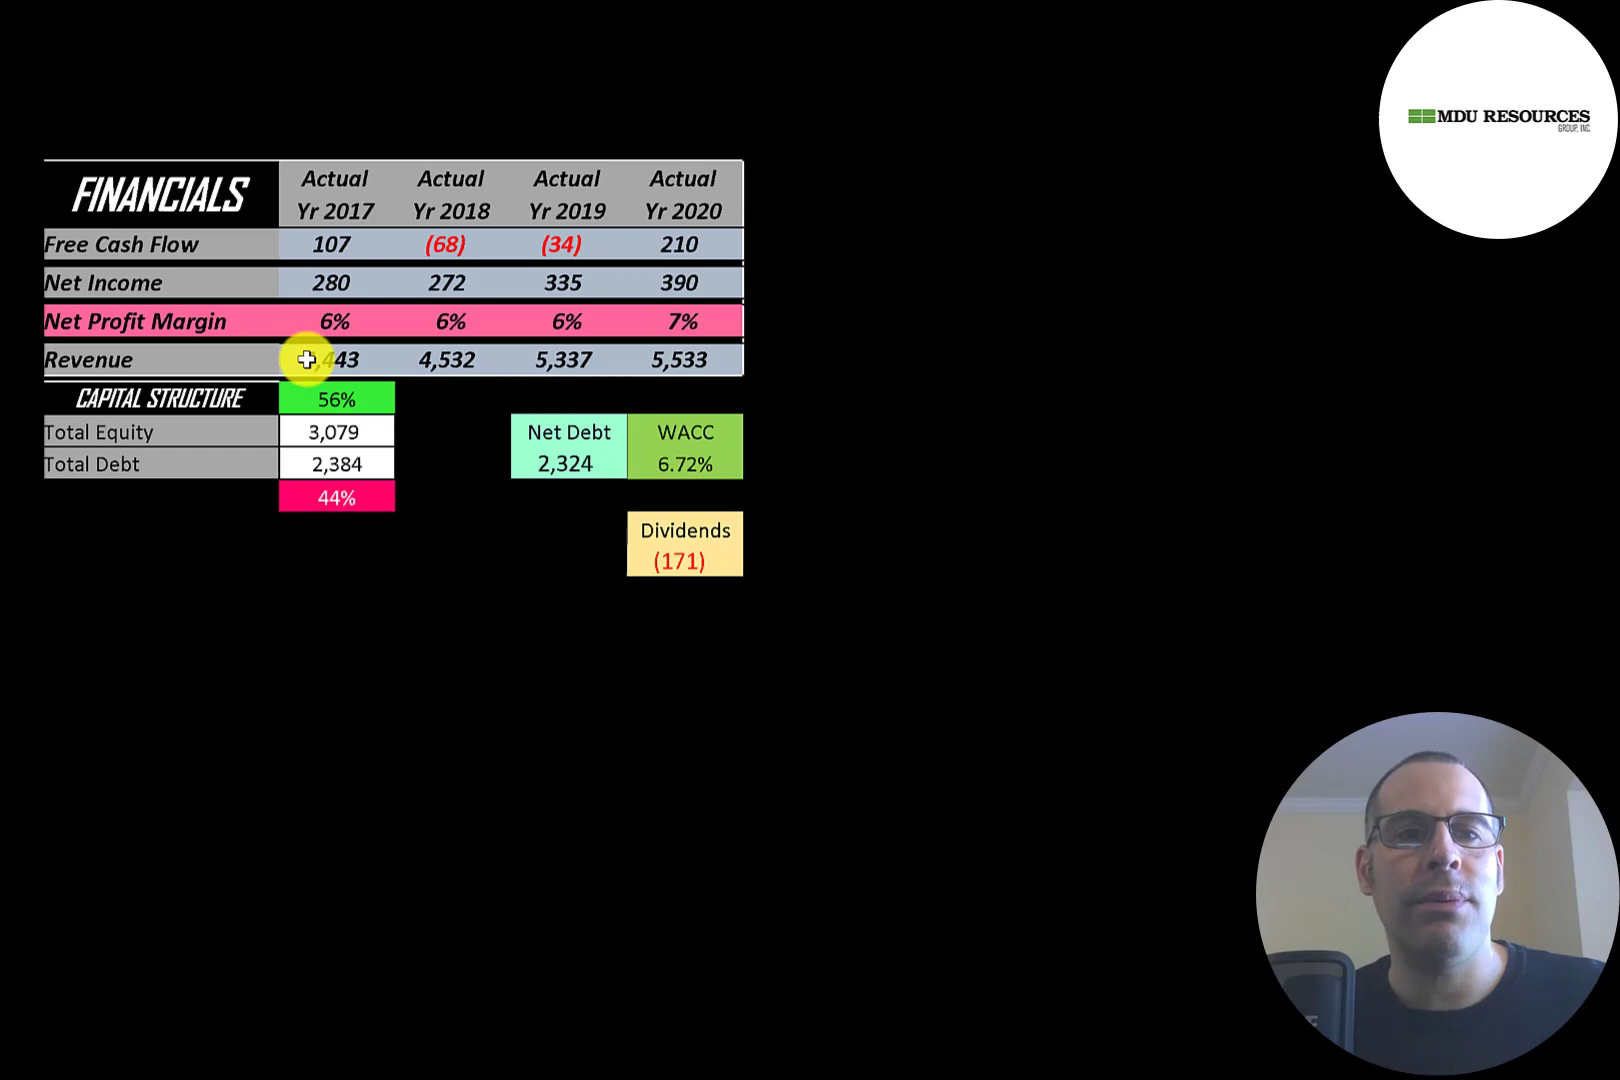 MDU RESOURCES
GROUP, INC.
FINANCIALS Actual Actual Actual Actual
Yr 2017 Yr 2018 Yr 2019 Yr 2020
Free Cash Flow 107 (68) (34) 210
Net Income 280 272 335 390
Net Profit Margin 6% 6% 6% 7%
Revenue ,443 4,532 5,337 5,533
CAPITAL STRUCTURE 56%
Total Equity 3,079 Net Debt WACC
Total Debt 2,384 2,324 6.72%
44%
Dividends
(171)